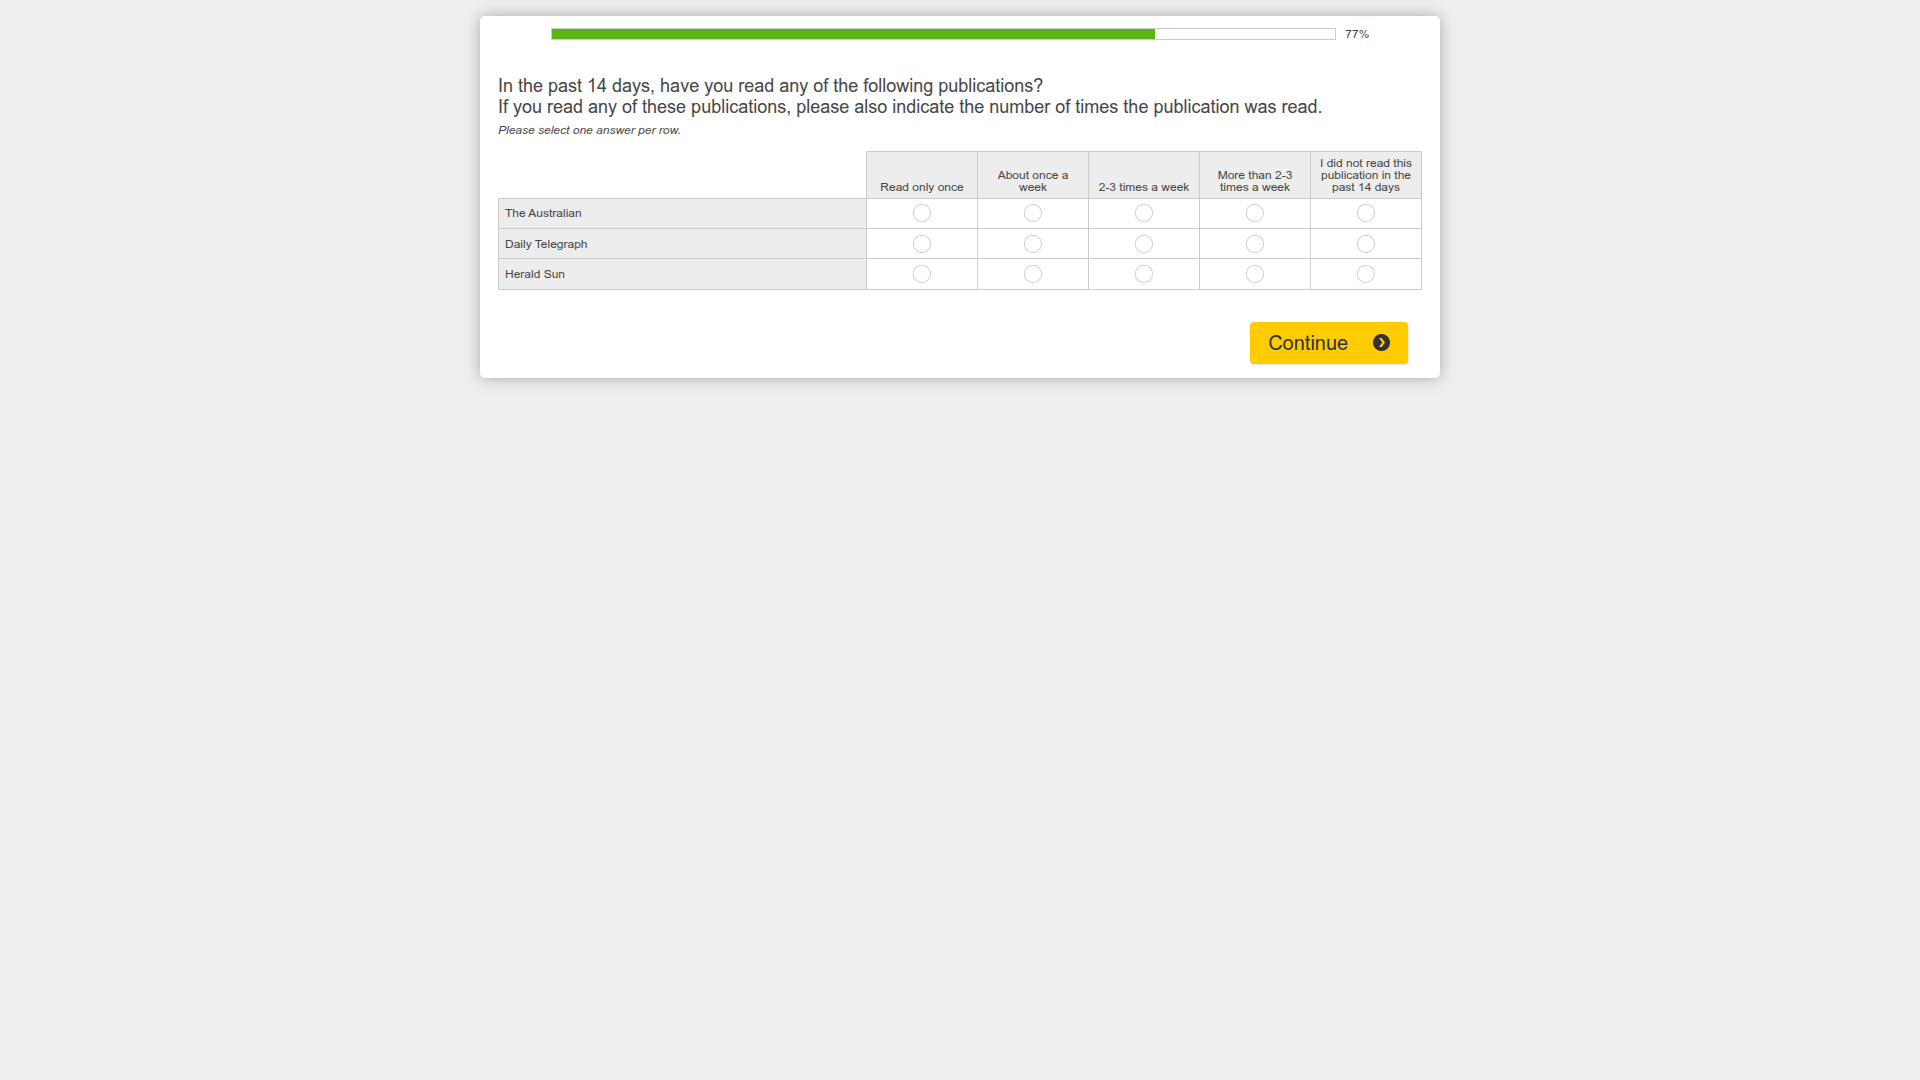 77%
In the past 14 days, have you read any of the following publications?
If you read any of these publications, please also indicate the number of times the publication was read.
Please select one answer per row.
Read only once
About once a
week
2-3 times a week
More than 2-3
times a week
I did not read this
publication in the
past 14 days
The Australian
Daily Telegraph
Herald Sun
Continue